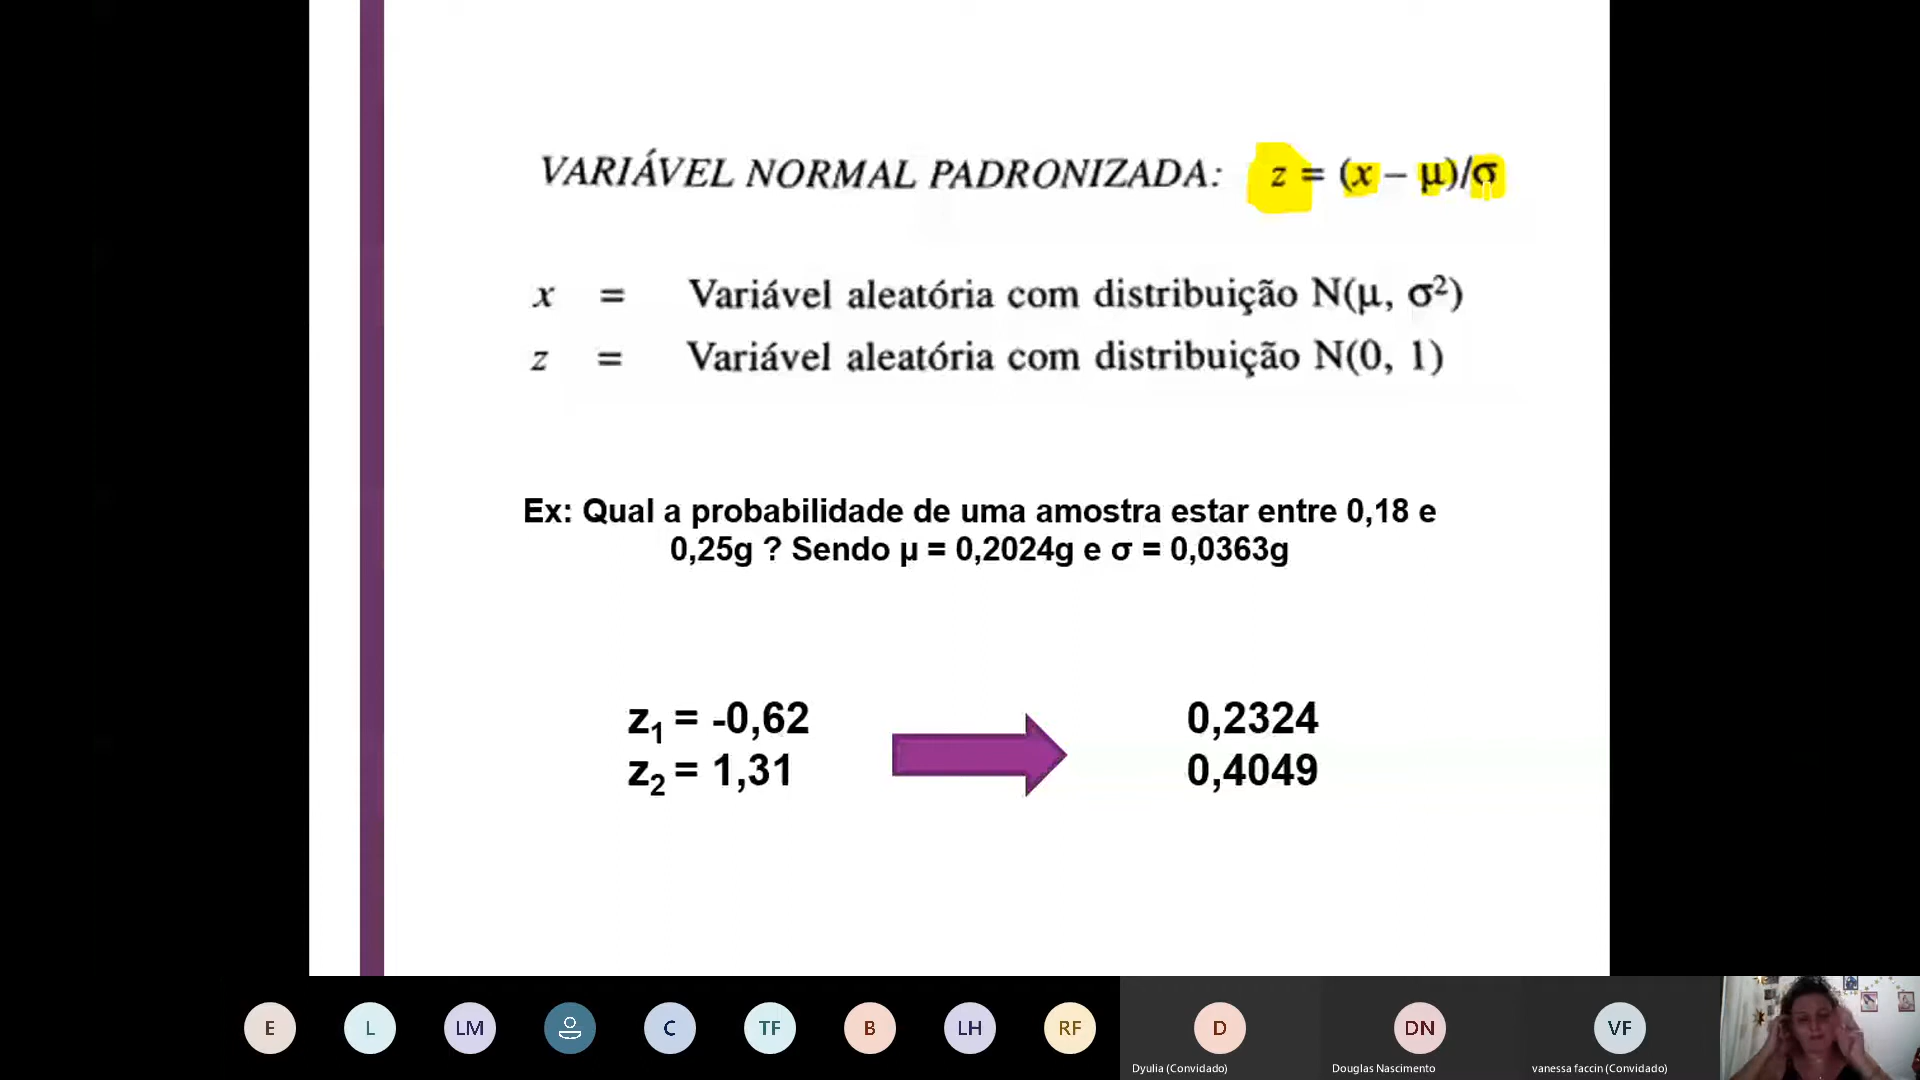 VARIÁVEL NORMAL PADRONIZADA: z = (x – μ)/σ
x = Variável aleatória com distribuição N(μ, σ²)
z = Variável aleatória com distribuição N(0, 1)
Ex: Qual a probabilidade de uma amostra estar entre 0,18 e
0,25g ? Sendo μ = 0,2024g e σ = 0,0363g
z₁ = -0,62 0,2324
z₂ = 1,31 0,4049
E L LM C TF B LH RF D DN VF
Dyulia (Convidado) Douglas Nascimento vanessa faccin (Convidado)